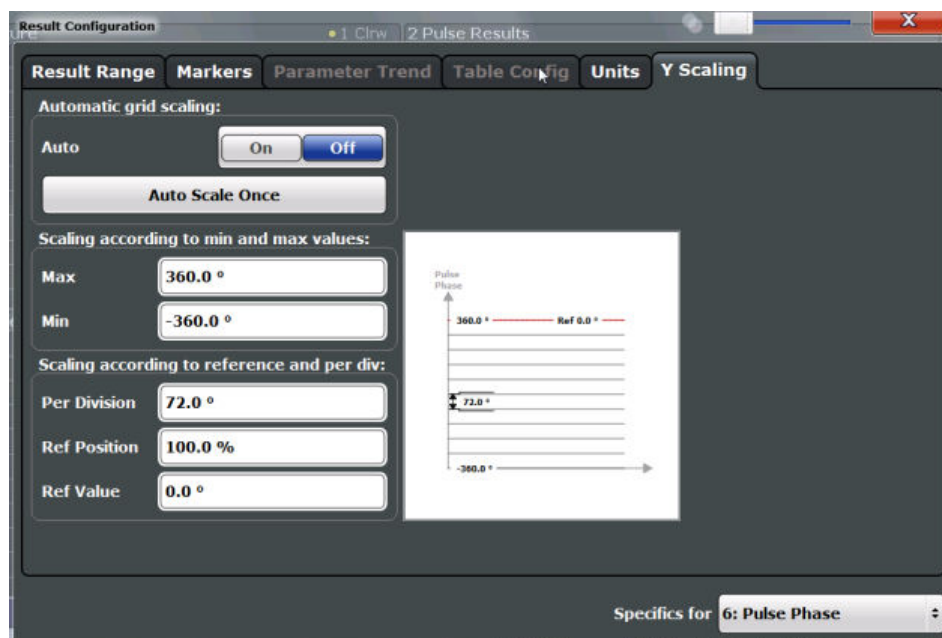 Result Configuration
1 Clrw 2 Pulse Results
Result Range Markers Parameter Trend Table Config Units Y Scaling
Automatic grid scaling:
Auto On Off
Auto Scale Once
Scaling according to min and max values:
Max 360.0 °
Min -360.0 °
Scaling according to reference and per div:
Per Division 72.0 °
Ref Position 100.0 %
Ref Value 0.0 °
Pulse
Phase
360.0 ° Ref 0.0 °
72.0 °
-360.0 °
Specifics for 6: Pulse Phase